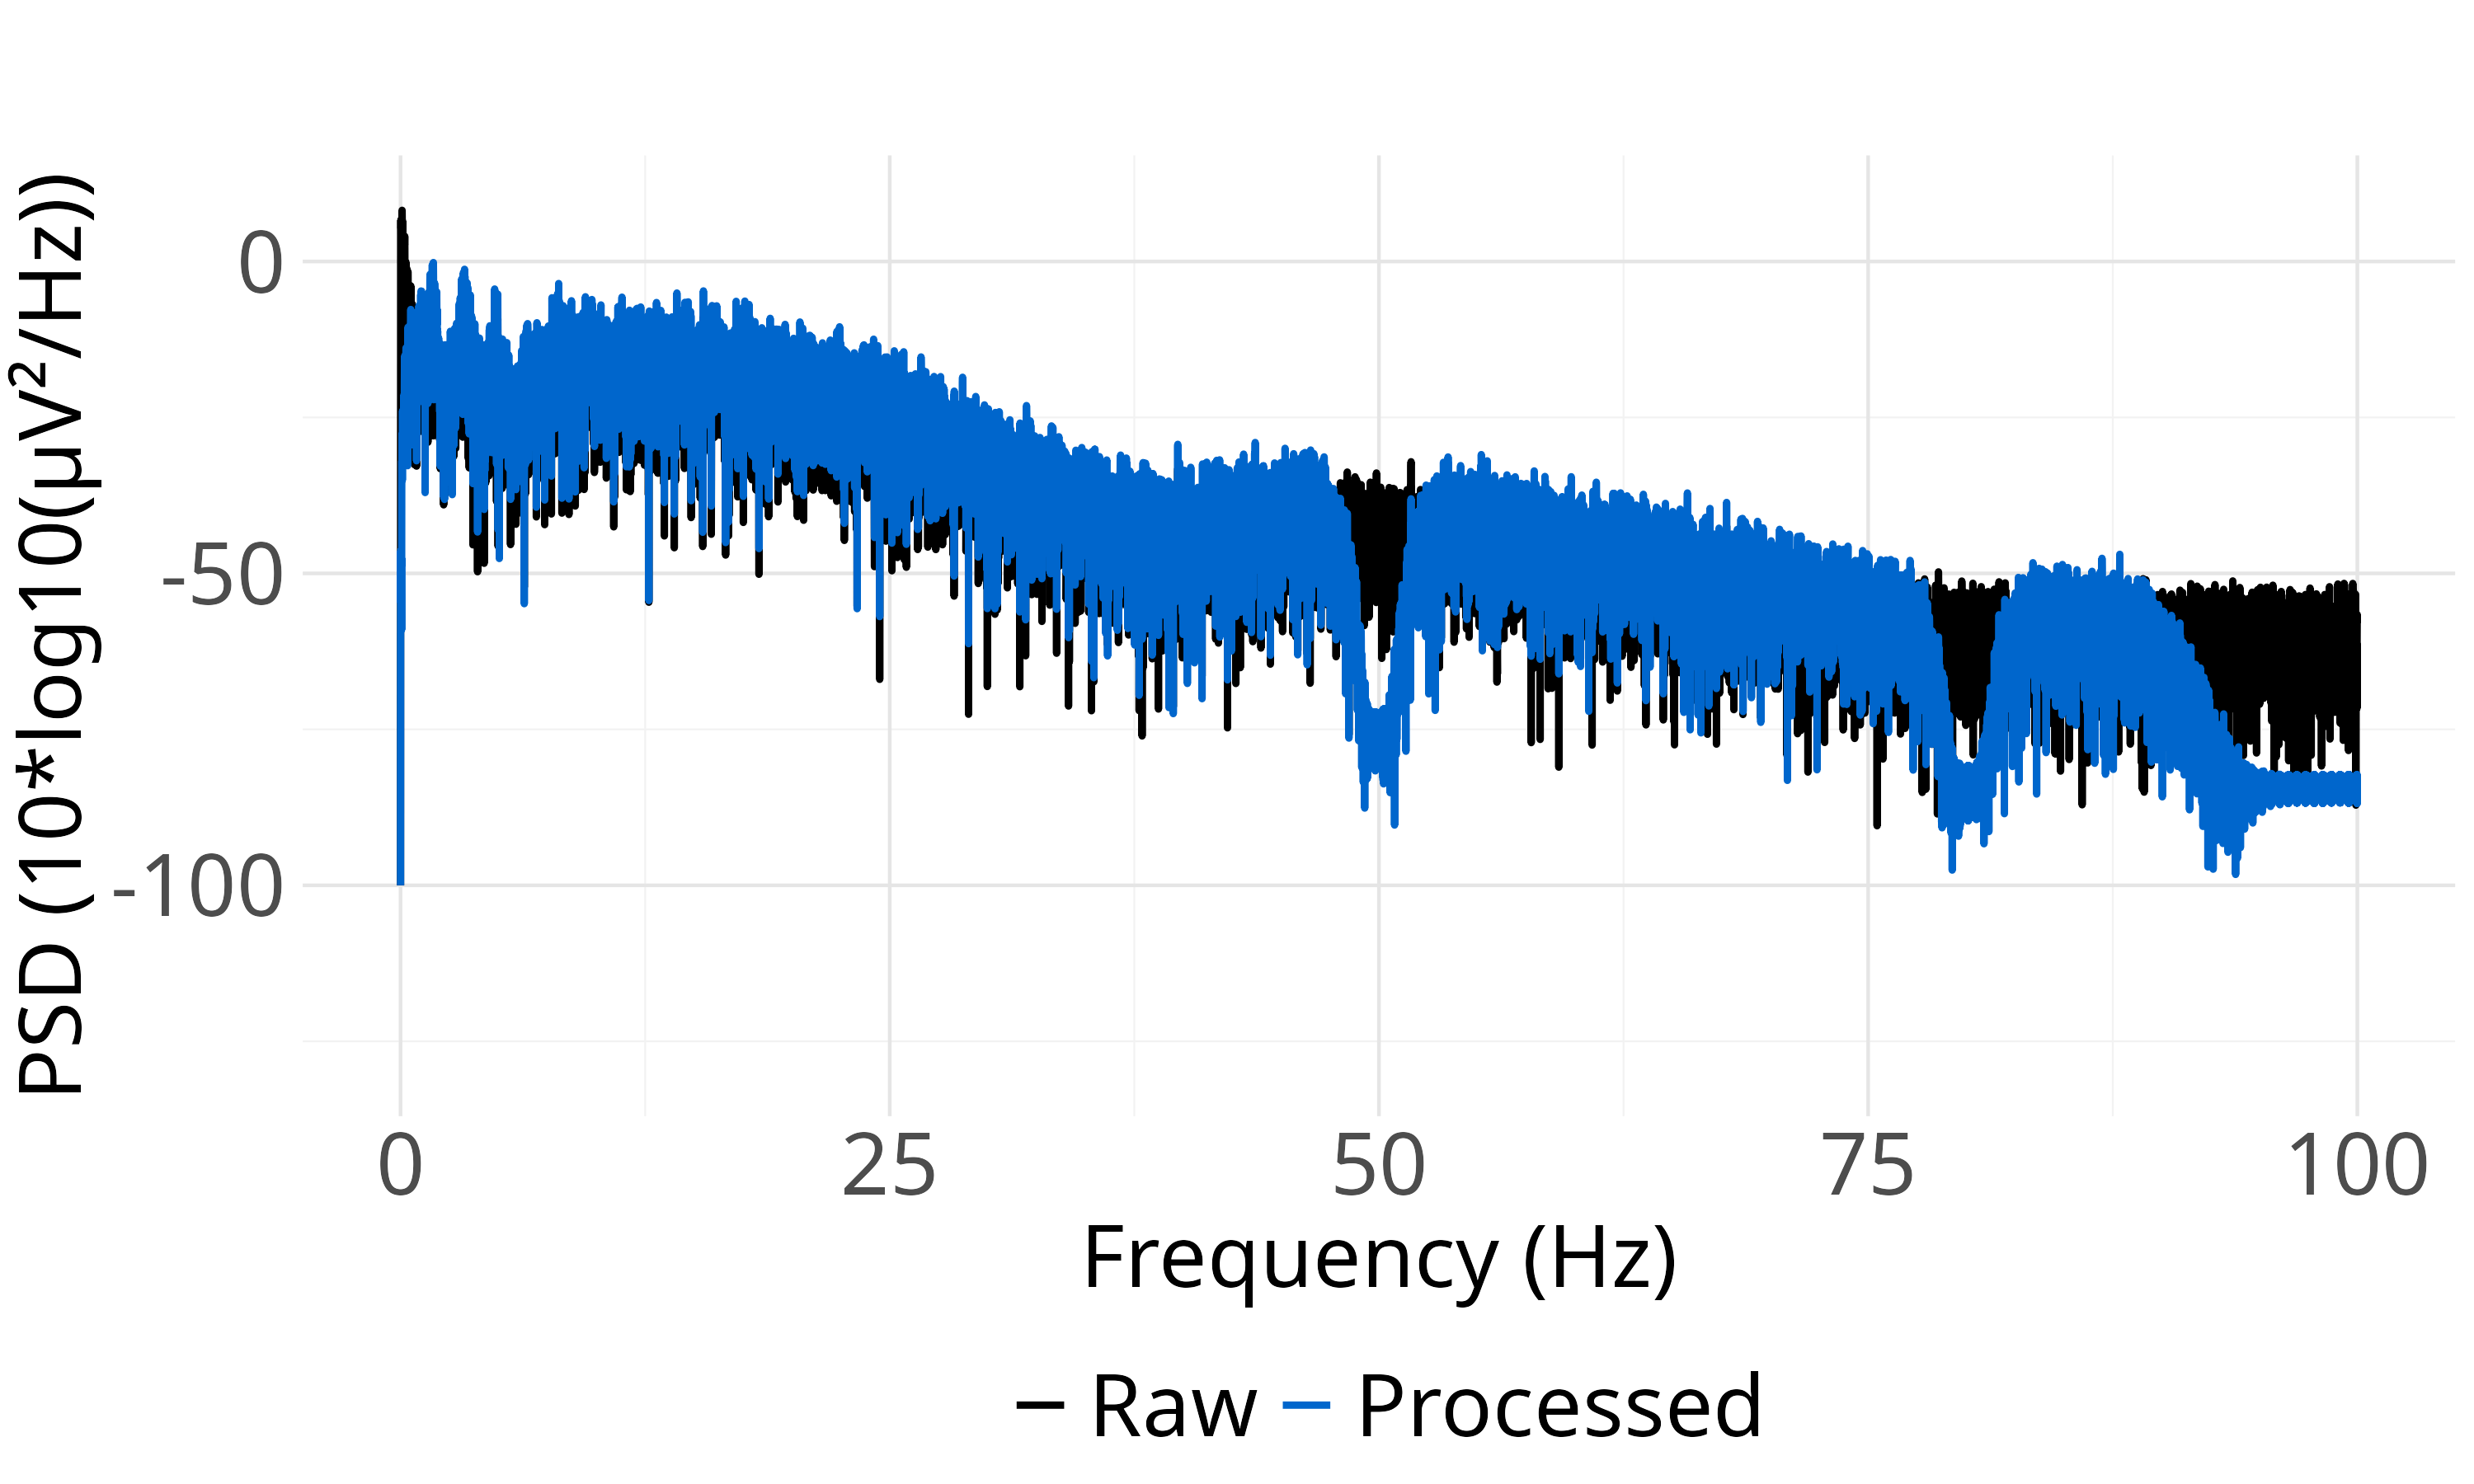 PSD (10*log10(µV²/Hz))
0
-50
-100
0 25 50 75 100
Frequency (Hz)
Raw Processed